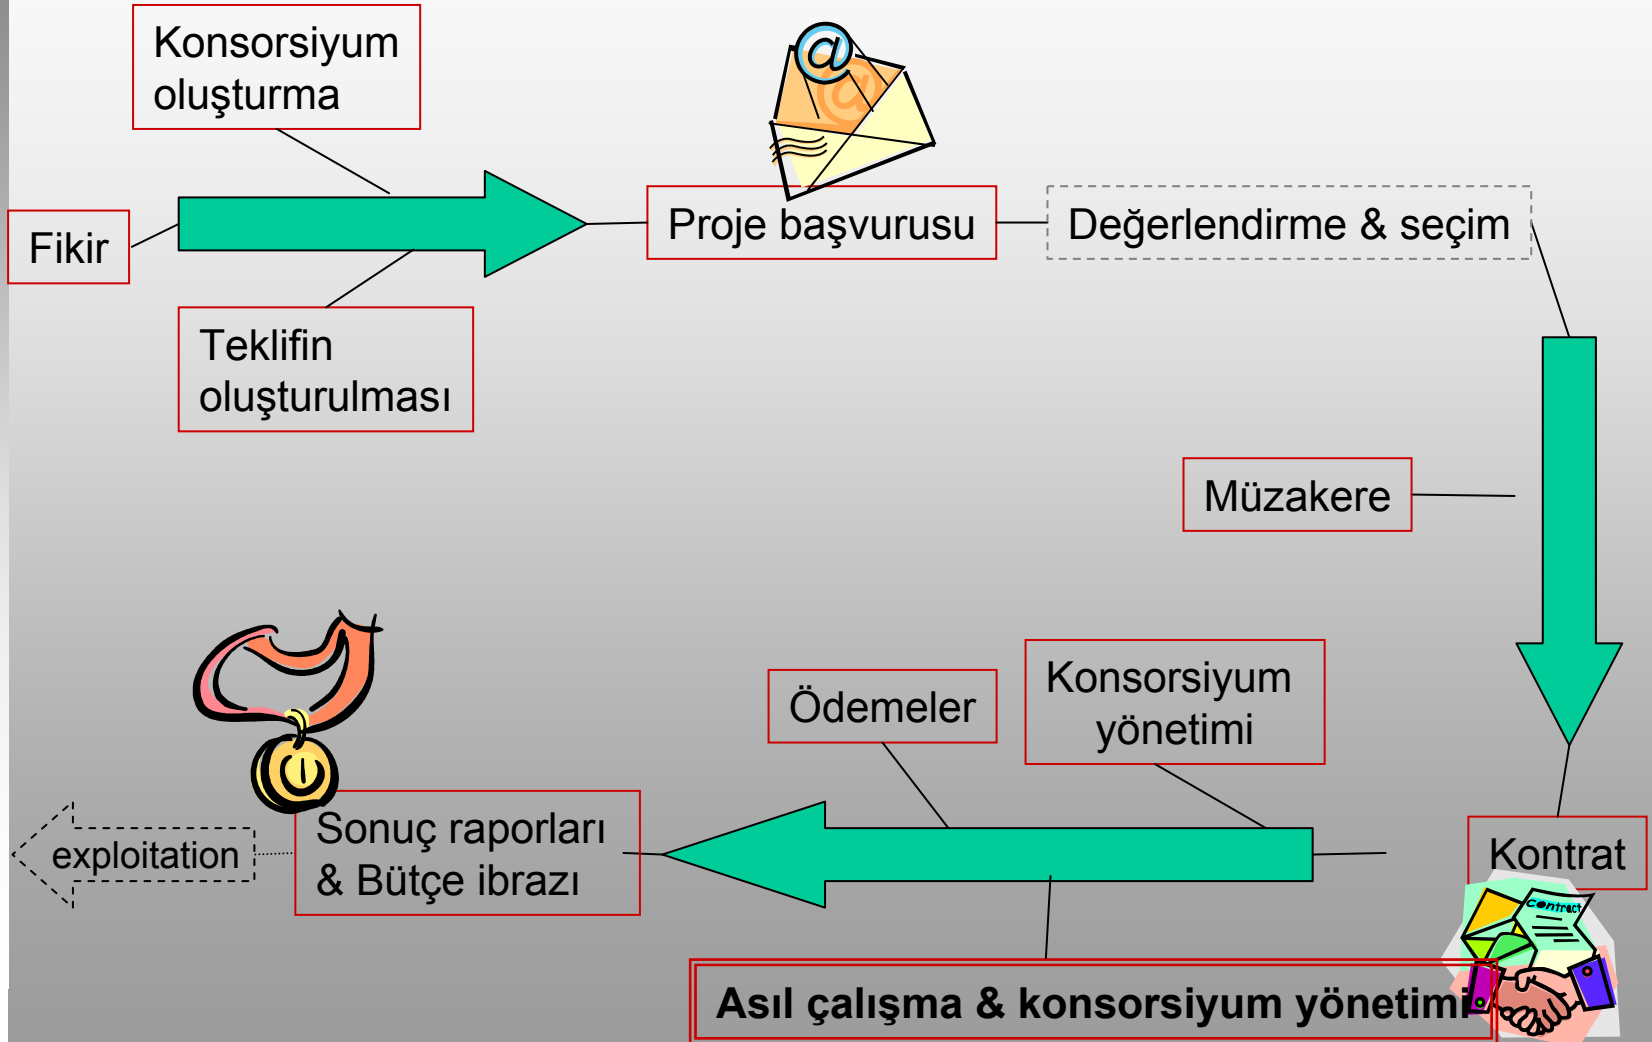 Konsorsiyum
oluşturma
Fikir
Teklifin
oluşturulması
@
@
Proje başvurusu
Değerlendirme & seçim
Müzakere
Konsorsiyum
yönetimi
Ödemeler
Kontrat
contract
Sonuç raporları
& Bütçe ibrazı
exploitation
Asıl çalışma & konsorsiyum yönetimi